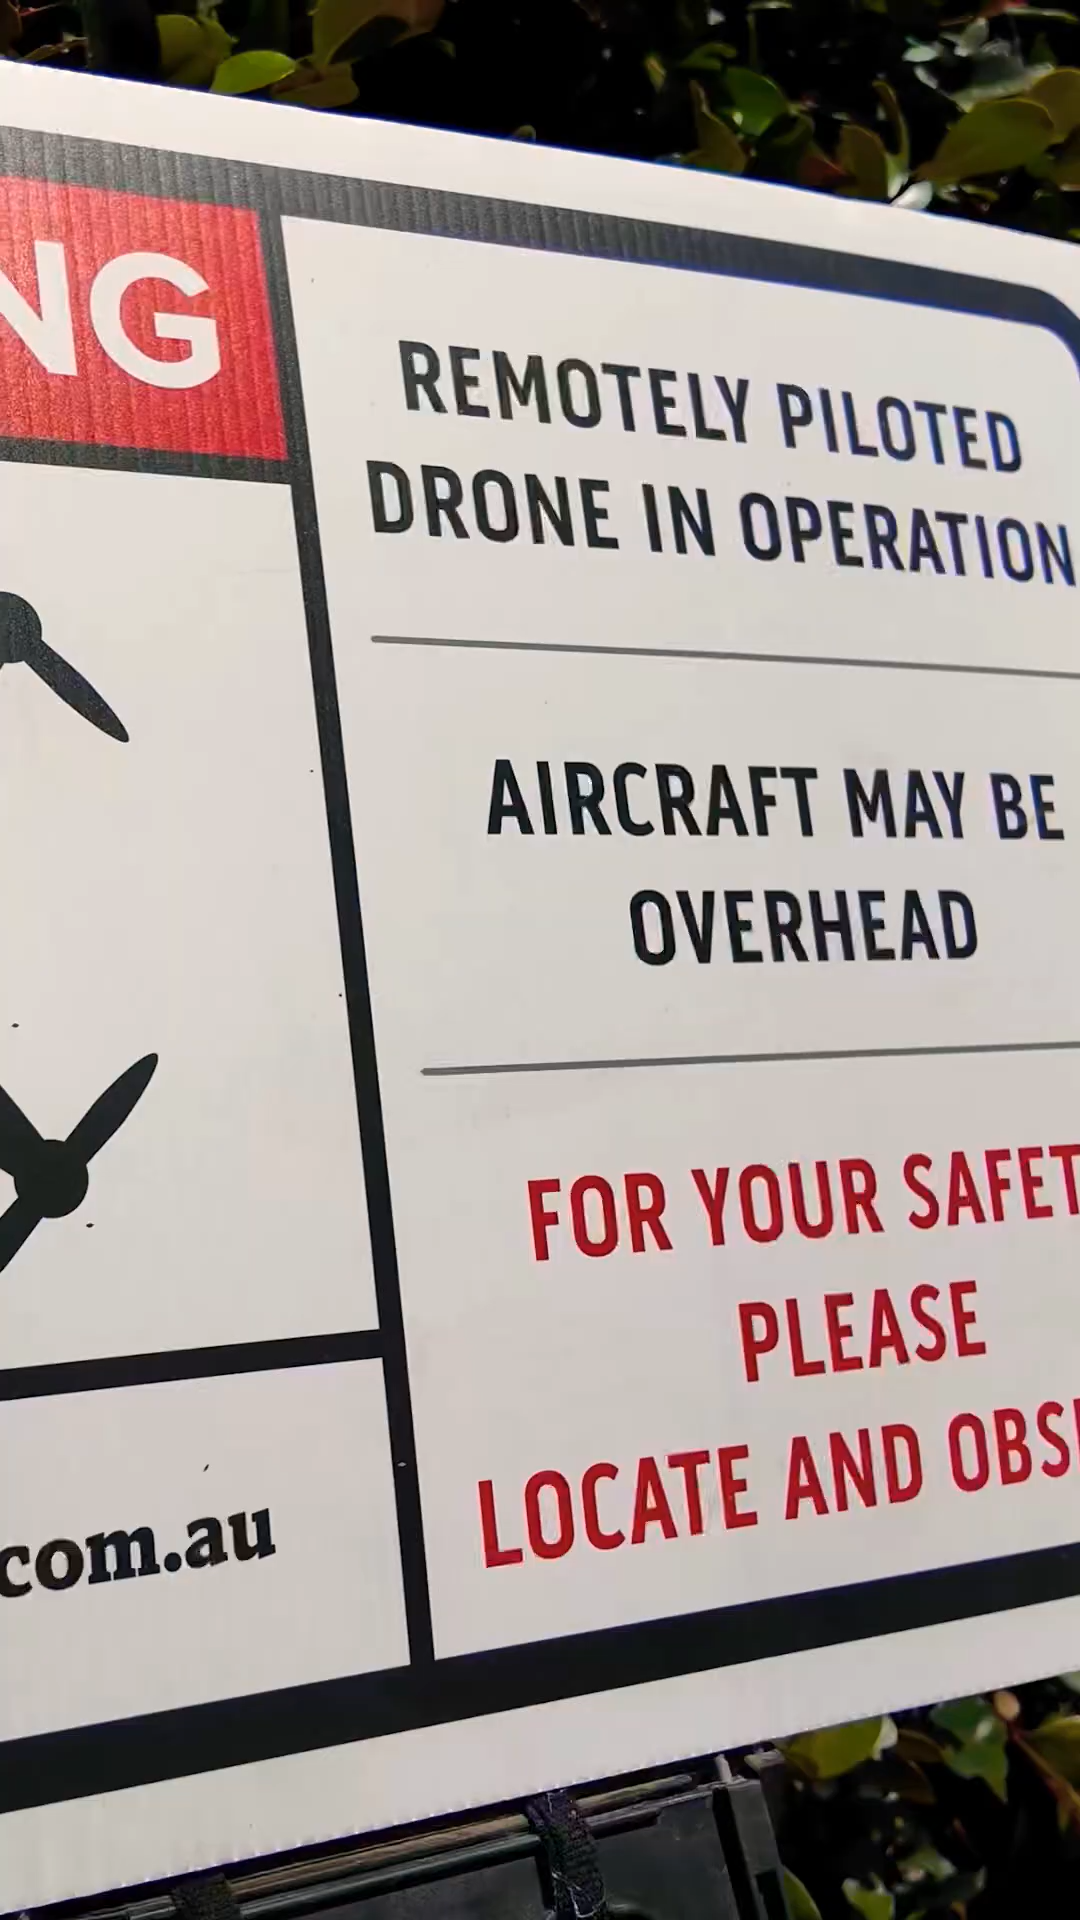 NG
REMOTELY PILOTED
DRONE IN OPERATION
AIRCRAFT MAY BE
OVERHEAD
FOR YOUR SAFET
PLEASE
LOCATE AND OBS
.com.au